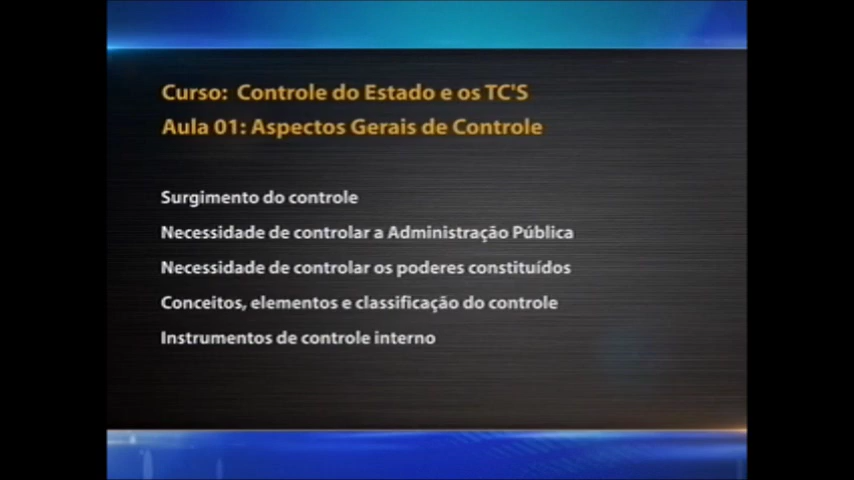 Curso: Controle do Estado e os TC'S
Aula 01: Aspectos Gerais de Controle
Surgimento do controle
Necessidade de controlar a Administração Pública
Necessidade de controlar os poderes constituídos
Conceitos, elementos e classificação do controle
Instrumentos de controle interno